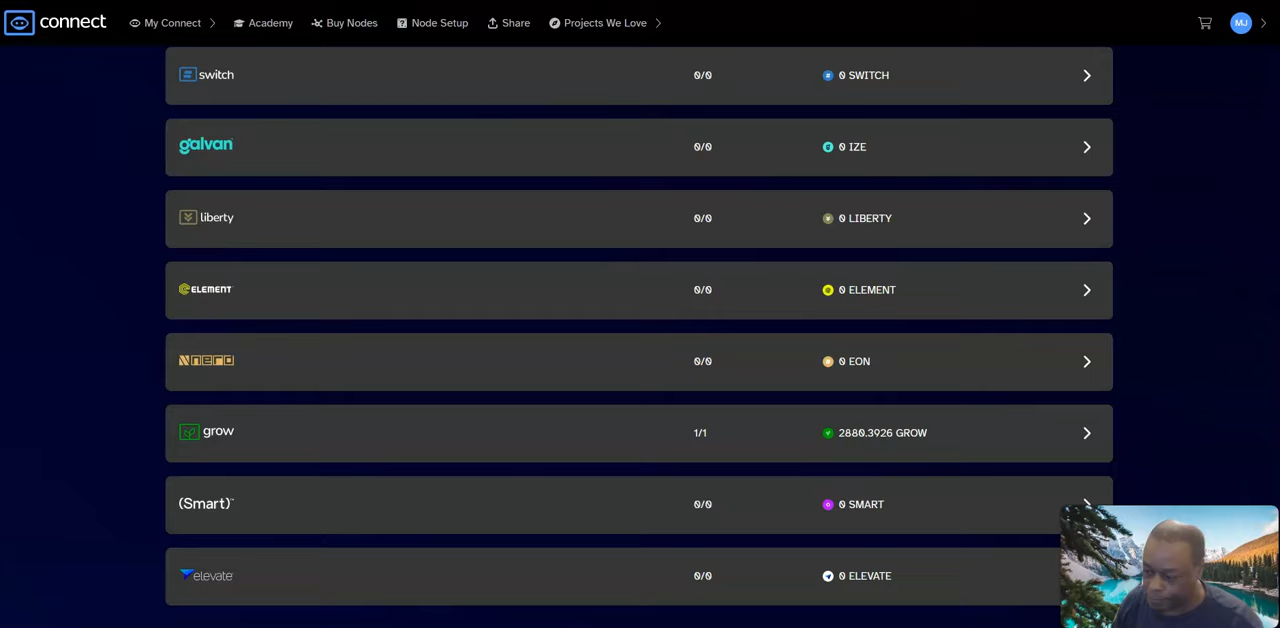 connect My Connect Academy Buy Nodes Node Setup Share Projects We Love MJ
switch 0/0 0 SWITCH
galvan 0/0 0 IZE
liberty 0/0 0 LIBERTY
ELEMENT 0/0 0 ELEMENT
nero 0/0 0 EON
grow 1/1 2880.3926 GROW
(Smart)™ 0/0 0 SMART
elevate 0/0 0 ELEVATE